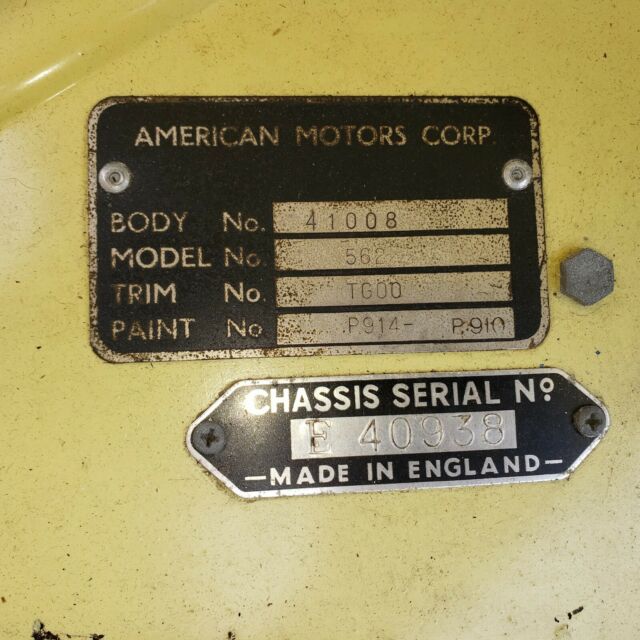 AMERICAN MOTORS CORP.
BODY No. 41008
MODEL No. 562
TRIM No. TG00
PAINT No P914- P.910
CHASSIS SERIAL No.
E 40938
—MADE IN ENGLAND—